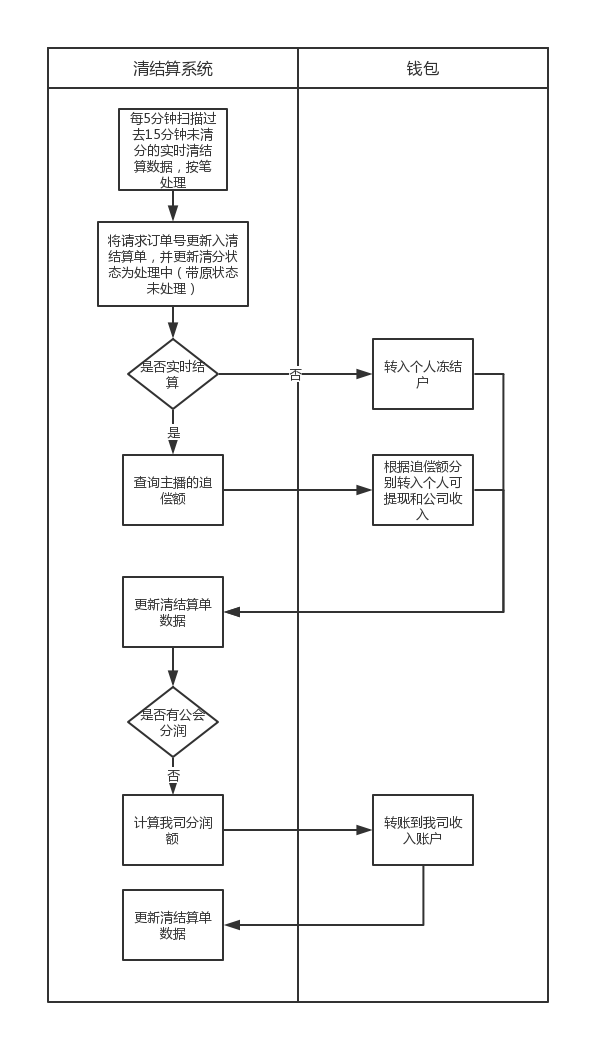 清结算系统
钱包
每5分钟扫描过
去15分钟未清
分的实时清结
算数据，按笔
处理
将请求订单号更新入清
结算单，并更新清分状
态为处理中（带原状态
未处理）
是否实时结
算
否
转入个人冻结
户
是
查询主播的追
偿额
根据追偿额分
别转入个人可
提现和公司收
入
更新清结算单
数据
是否有公会
分润
否
计算我司分润
额
转账到我司收
入账户
更新清结算单
数据